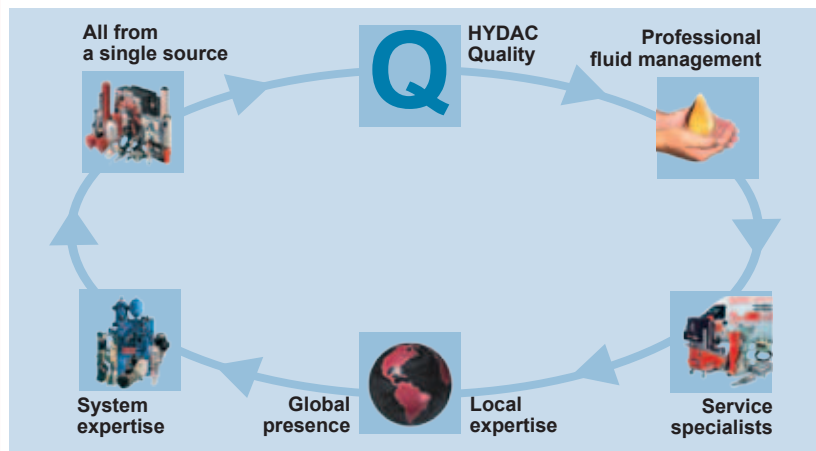 All from
a single source
Q
HYDAC
Quality
Professional
fluid management
System
expertise
Global
presence
Local
expertise
Service
specialists